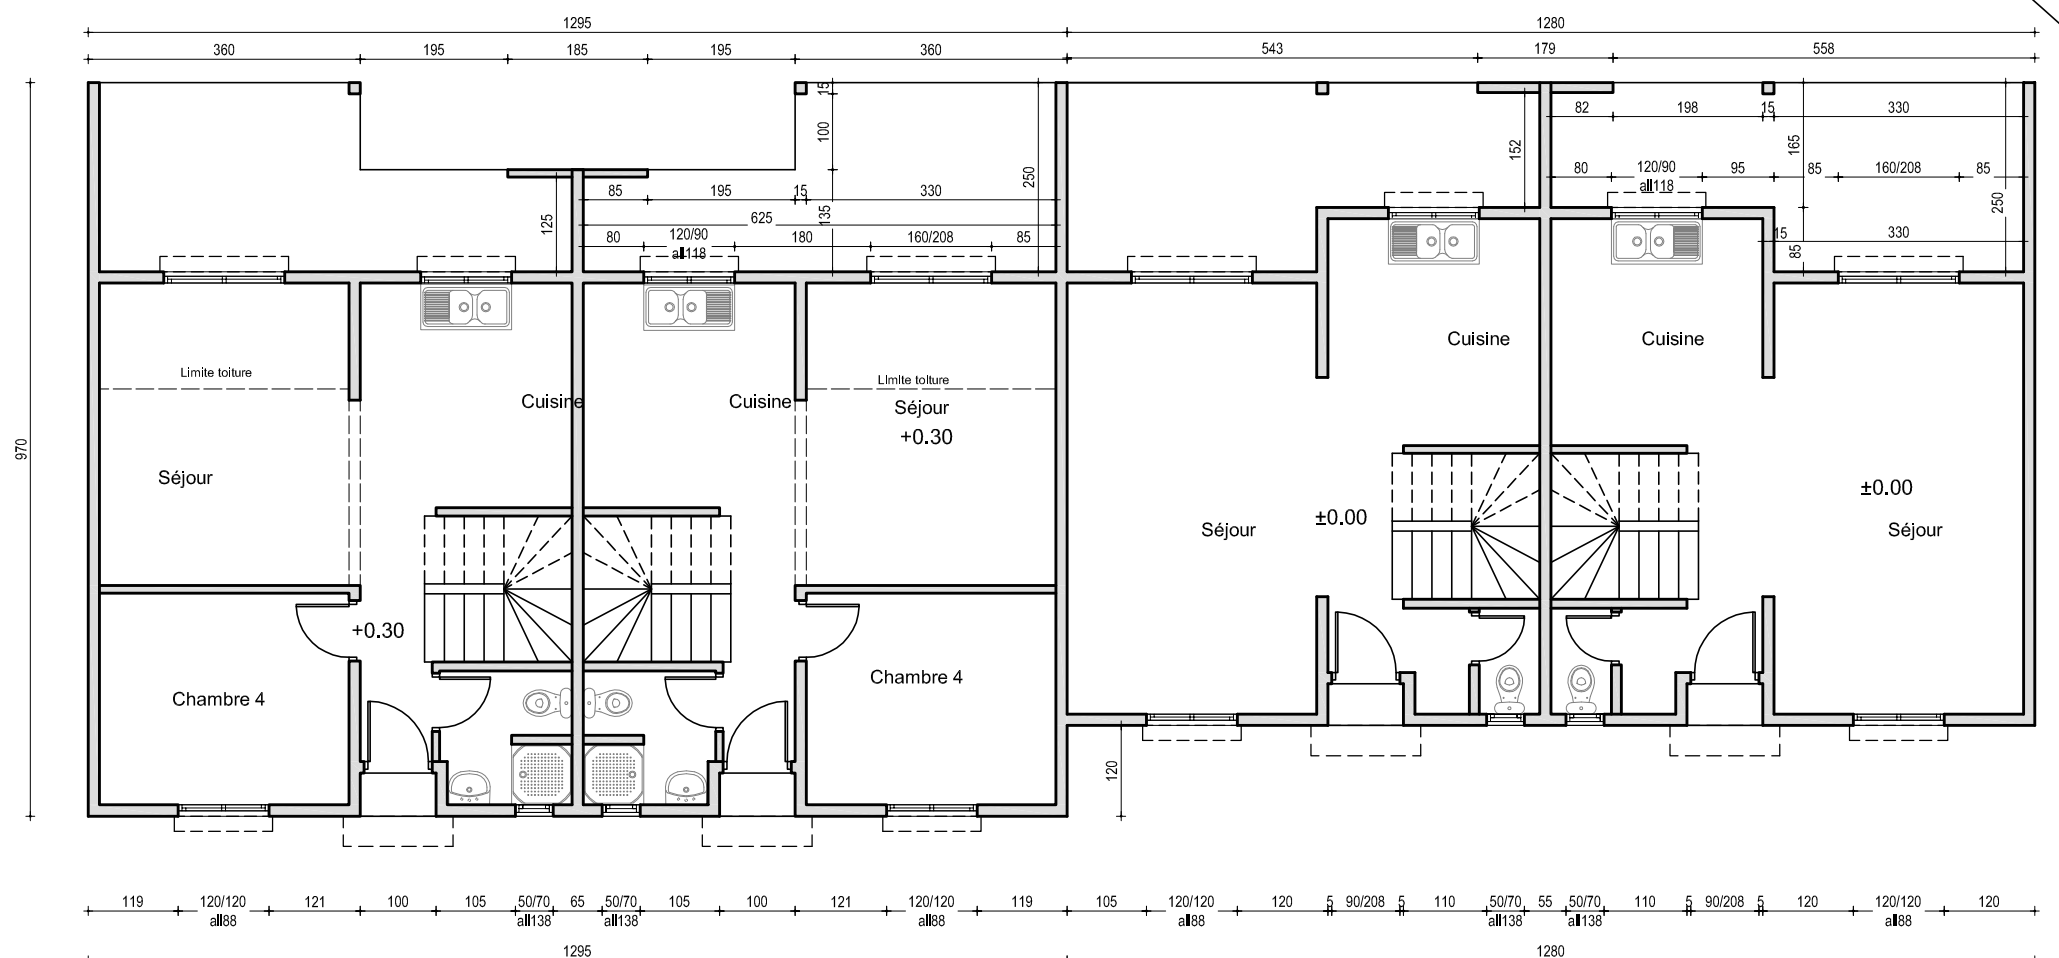 1295 1280
360 195 185 195 360 543 179 558
15 82 198 15 330
100 152 165
125 85 195 15 330 250 80 120/90 95 85 160/208 85 250
all118
135
625
80 120/90 180 160/208 85 15 330
all118 85
Cuisine Cuisine
Limite toiture Limite toiture
Cuisine Cuisine Séjour
+0.30
970 Séjour ±0.00
±0.00
Séjour Séjour
+0.30
Chambre 4 Chambre 4
120
119 120/120 121 100 105 50/70 65 50/70 105 100 121 120/120 119 105 120/120 120 5 90/208 5 110 50/70 55 50/70 110 5 90/208 5 120 120/120 120
all88 all138 all138 all88 all88 all138 all138 all88
1295 1280